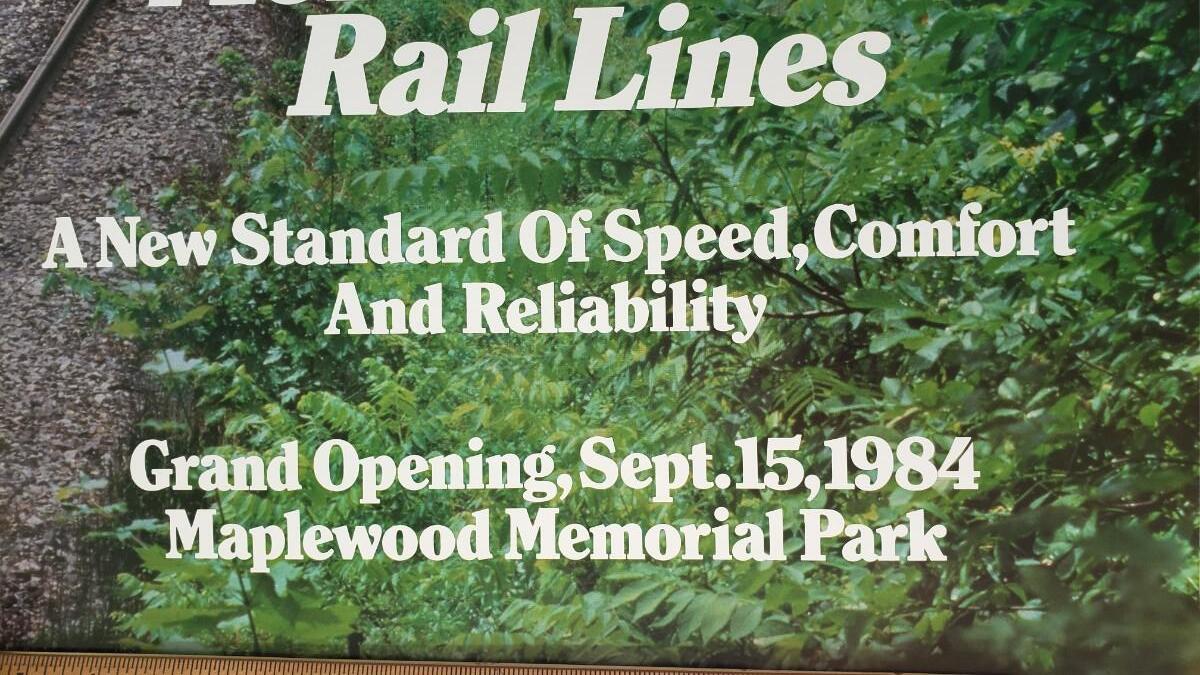 Rail Lines
A New Standard Of Speed, Comfort
And Reliability
Grand Opening, Sept. 15, 1984
Maplewood Memorial Park